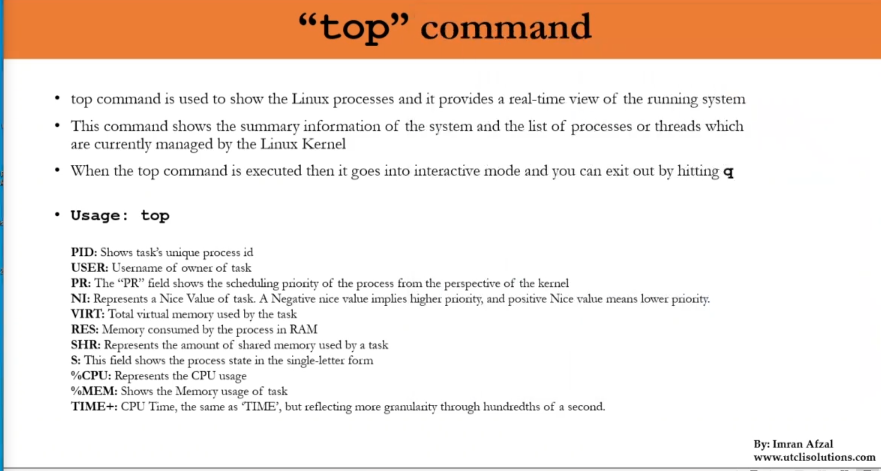 “top” command
• top command is used to show the Linux processes and it provides a real-time view of the running system
• This command shows the summary information of the system and the list of processes or threads which
are currently managed by the Linux Kernel
• When the top command is executed then it goes into interactive mode and you can exit out by hitting q
• Usage: top
PID: Shows task's unique process id
USER: Username of owner of task
PR: The “PR” field shows the scheduling priority of the process from the perspective of the kernel
NI: Represents a Nice Value of task. A Negative nice value implies higher priority, and positive Nice value means lower priority.
VIRT: Total virtual memory used by the task
RES: Memory consumed by the process in RAM
SHR: Represents the amount of shared memory used by a task
S: This field shows the process state in the single-letter form
%CPU: Represents the CPU usage
%MEM: Shows the Memory usage of task
TIME+: CPU Time, the same as ‘TIME’, but reflecting more granularity through hundredths of a second.
By: Imran Afzal
www.utclisolutions.com